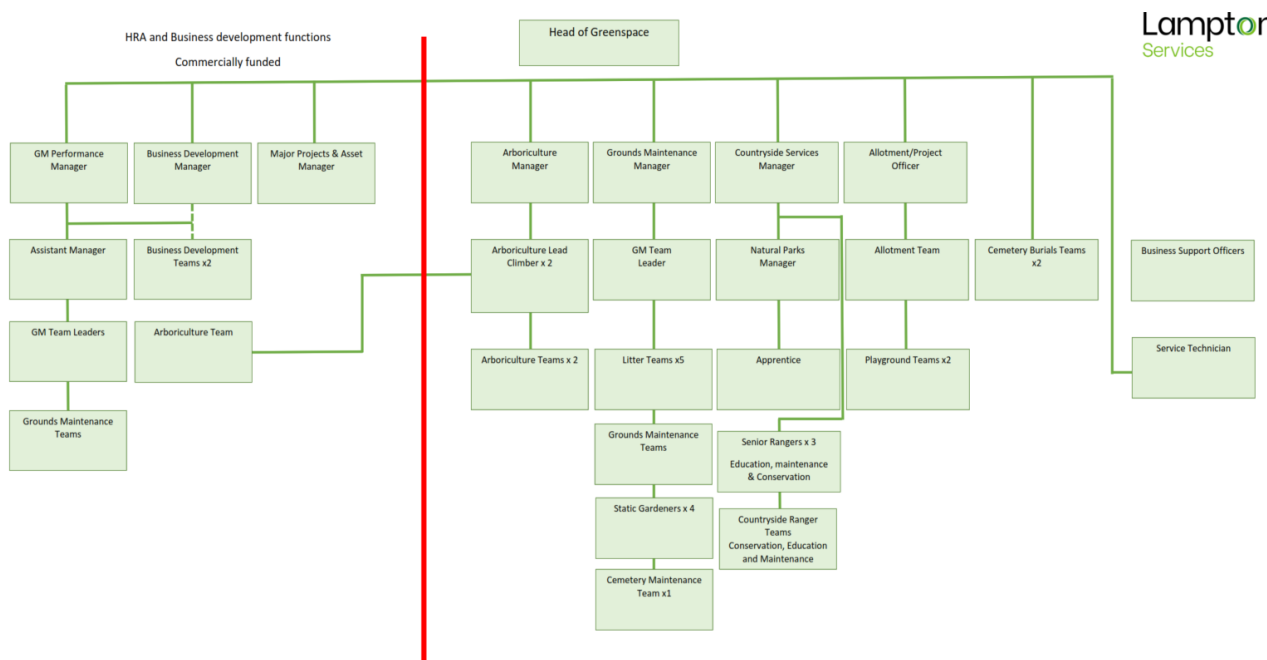 HRA and Business development functions
Commercially funded
Head of Greenspace
Lampton
Services
GM Performance
Manager
Business Development
Manager
Major Projects & Asset
Manager
Arboriculture
Manager
Grounds Maintenance
Manager
Countryside Services
Manager
Allotment/Project
Officer
Assistant Manager
Business Development
Teams x2
Arboriculture Lead
Climber x 2
GM Team
Leader
Natural Parks
Manager
Allotment Team
Cemetery Burials Teams
x2
Business Support Officers
GM Team Leaders
Arboriculture Team
Arboriculture Teams x 2
Litter Teams x5
Apprentice
Playground Teams x2
Service Technician
Grounds Maintenance
Teams
Grounds Maintenance
Teams
Senior Rangers x 3
Education, maintenance
& Conservation
Static Gardeners x 4
Countryside Ranger
Teams
Conservation, Education
and Maintenance
Cemetery Maintenance
Team x1